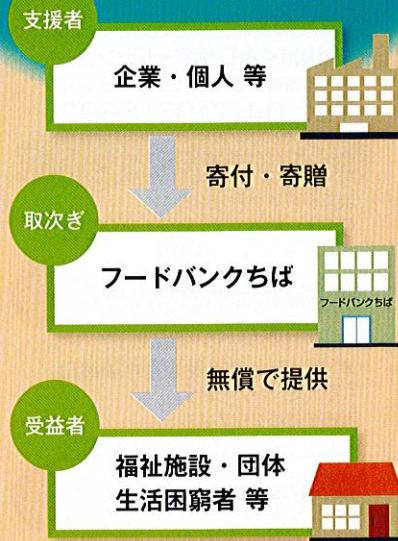 支援者
企業・個人 等
寄付・寄贈
取次ぎ
フードバンクちば
フードバンクちば
無償で提供
受益者
福祉施設・団体
生活困窮者 等